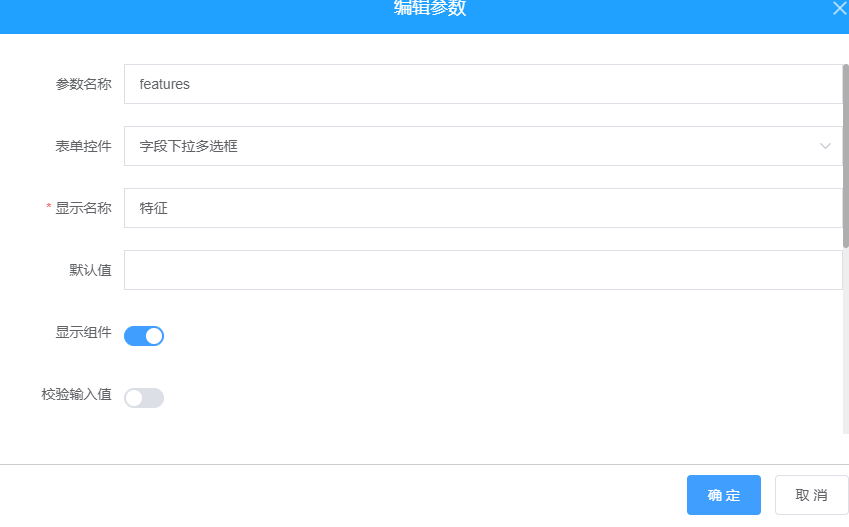 编辑参数
参数名称 features
表单控件 字段下拉多选框
* 显示名称 特征
默认值
显示组件
校验输入值
确定 取消